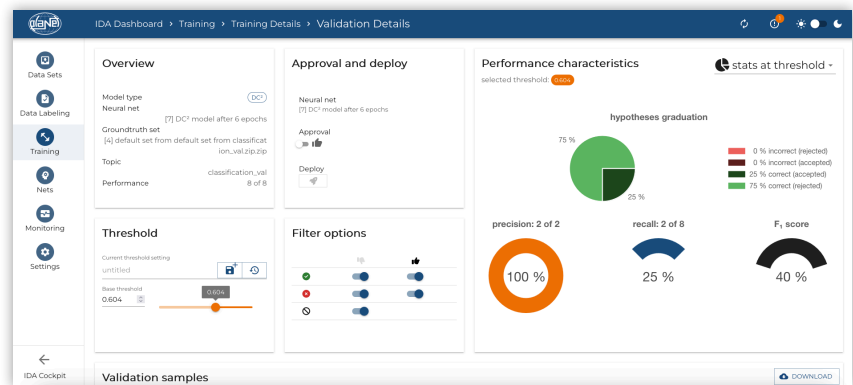 planet
IDA Dashboard > Training > Training Details > Validation Details
Data Sets
Data Labeling
Training
Nets
Monitoring
Settings
IDA Cockpit
Overview
Model type
DC²
Neural net
[7] DC² model after 6 epochs
Groundtruth set
[4] default set from default set from classificat
ion_val.zip.zip
Topic
classification_val
Performance 8 of 8
Approval and deploy
Neural net
[7] DC² model after 6 epochs
Approval
Deploy
Performance characteristics
stats at threshold
selected threshold: 0.604
hypotheses graduation
75 %
25 %
0 % incorrect (rejected)
0 % incorrect (accepted)
25 % correct (accepted)
75 % correct (rejected)
precision: 2 of 2
100 %
recall: 2 of 8
25 %
F₁ score
40 %
Threshold
Current threshold setting
untitled
Base threshold
0.604
0.604
Filter options
Validation samples
DOWNLOAD